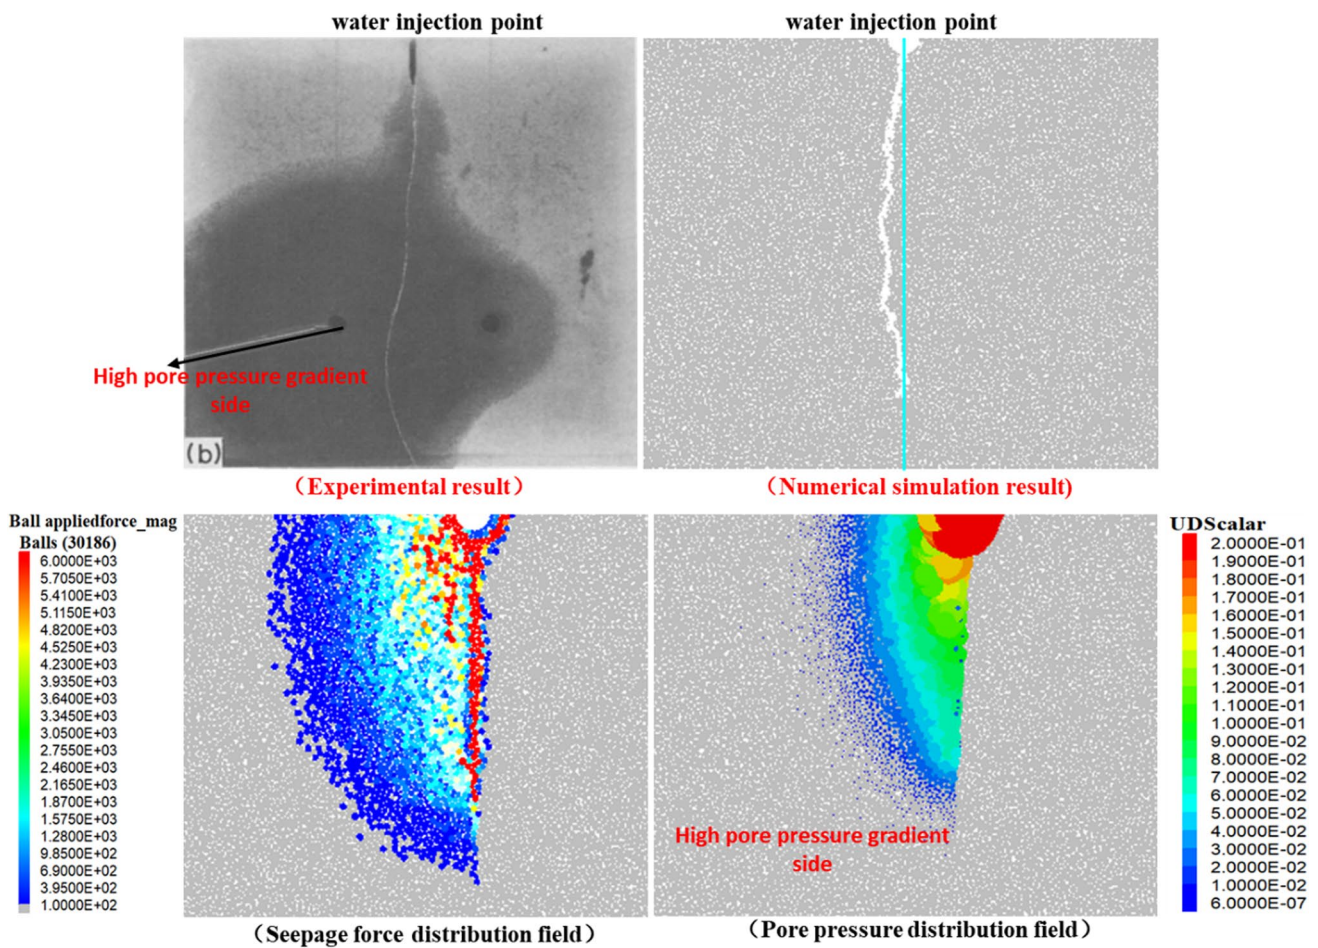 water injection point
water injection point
High pore pressure gradient
side
(b)
（Experimental result）
（Numerical simulation result)
Ball appliedforce_mag
Balls (30186)
6.0000E+03
5.7050E+03
5.4100E+03
5.1150E+03
4.8200E+03
4.5250E+03
4.2300E+03
3.9350E+03
3.6400E+03
3.3450E+03
3.0500E+03
2.7550E+03
2.4600E+03
2.1650E+03
1.8700E+03
1.5750E+03
1.2800E+03
9.8500E+02
6.9000E+02
3.9500E+02
1.0000E+02
（Seepage force distribution field）
High pore pressure gradient
side
（Pore pressure distribution field)
UDScalar
2.0000E-01
1.9000E-01
1.8000E-01
1.6000E-01
1.5000E-01
1.4000E-01
1.3000E-01
1.1000E-01
1.0000E-01
9.0000E-02
8.0000E-02
7.0000E-02
6.0000E-02
5.0000E-02
4.0000E-02
3.0000E-02
2.0000E-02
1.0000E-02
6.0000E-07